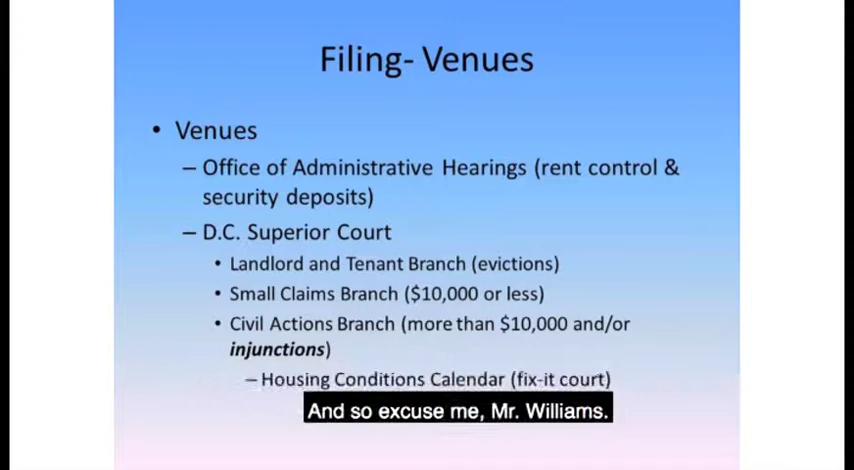 Filing- Venues
• Venues
– Office of Administrative Hearings (rent control &
security deposits)
– D.C. Superior Court
• Landlord and Tenant Branch (evictions)
• Small Claims Branch ($10,000 or less)
• Civil Actions Branch (more than $10,000 and/or
injunctions)
– Housing Conditions Calendar (fix-it court)
And so excuse me, Mr. Williams.